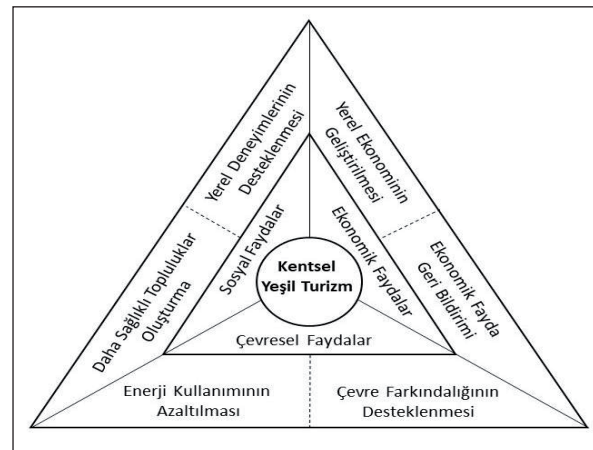 Yerel Deneyimlerinin
Desteklenmesi
Yerel Ekonominin
Geliştirilmesi
Daha Sağlıklı Topluluklar
Oluşturma
Sosyal Faydalar
Kentsel
Yeşil Turizm
Ekonomik Faydalar
Ekonomik Fayda
Geri Bildirimi
Çevresel Faydalar
Enerji Kullanımının
Azaltılması
Çevre Farkındalığının
Desteklenmesi